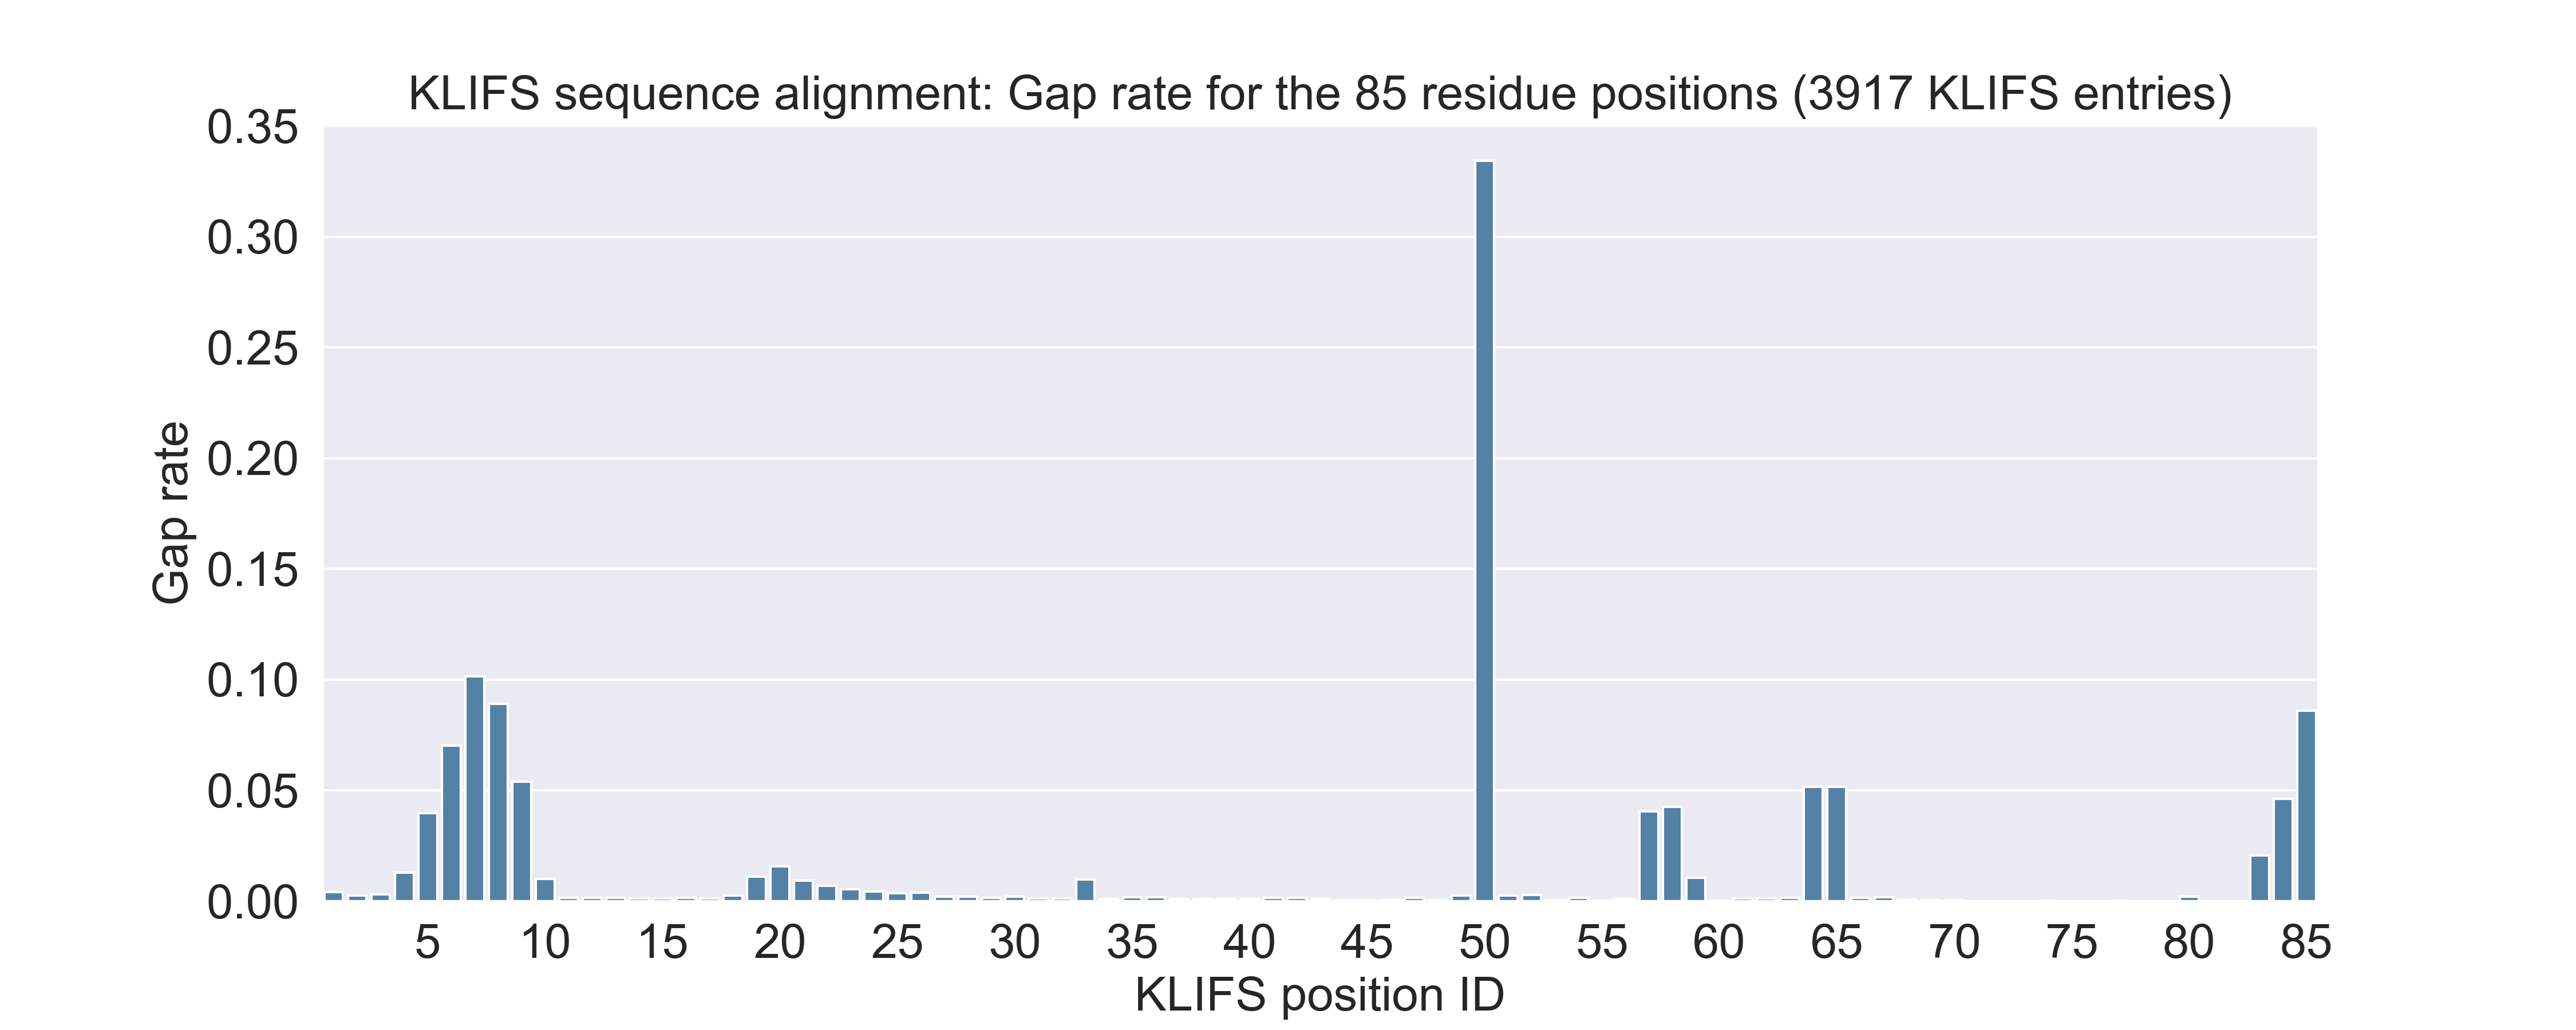 KLIFS sequence alignment: Gap rate for the 85 residue positions (3917 KLIFS entries)
0.35
0.30
0.25
0.20
0.15
0.10
0.05
0.00
Gap rate
5 10 15 20 25 30 35 40 45 50 55 60 65 70 75 80 85
KLIFS position ID